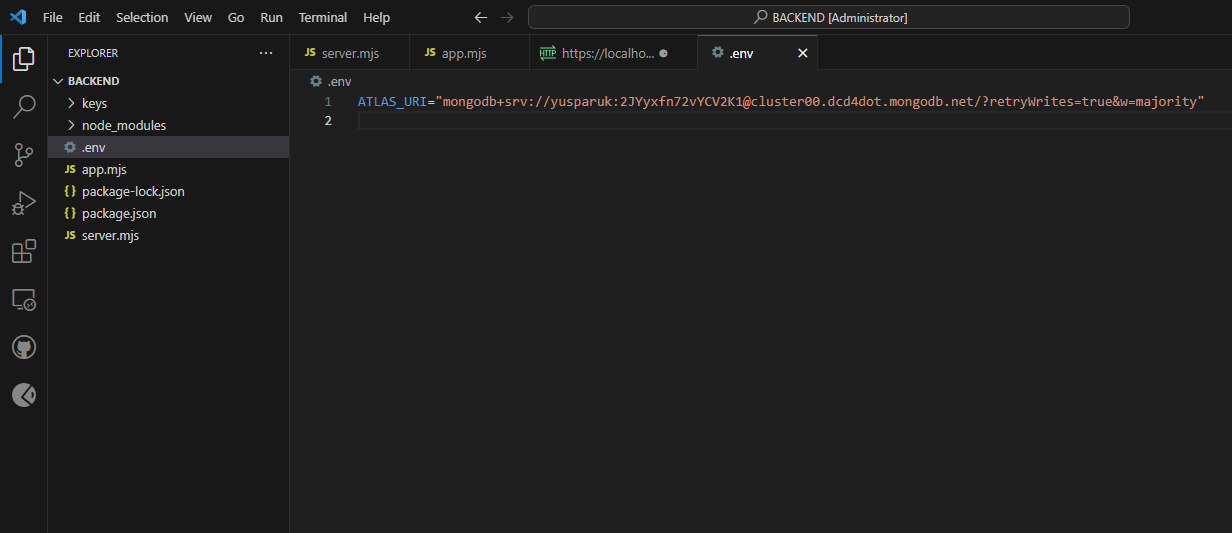 File Edit Selection View Go Run Terminal Help
BACKEND [Administrator]
EXPLORER
BACKEND
keys
node_modules
.env
JS app.mjs
{} package-lock.json
{} package.json
JS server.mjs
JS server.mjs
JS app.mjs
HTTP https://localho...
.env
.env
1 ATLAS_URI="mongodb+srv://yusparuk:2JYyxfn72vYCV2K1@cluster00.dcd4dot.mongodb.net/?retryWrites=true&w=majority"
2